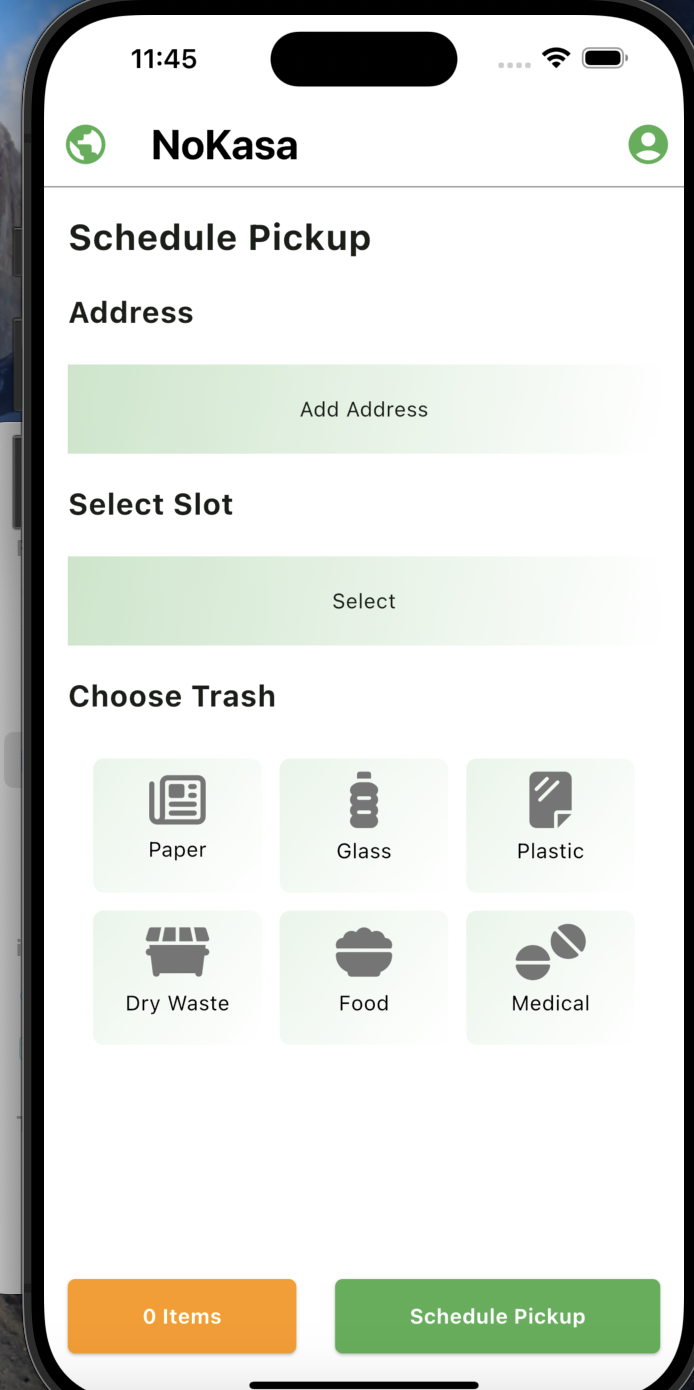 11:45
NoKasa
Schedule Pickup
Address
Add Address
Select Slot
Select
Choose Trash
Paper
Glass
Plastic
Dry Waste
Food
Medical
0 Items
Schedule Pickup